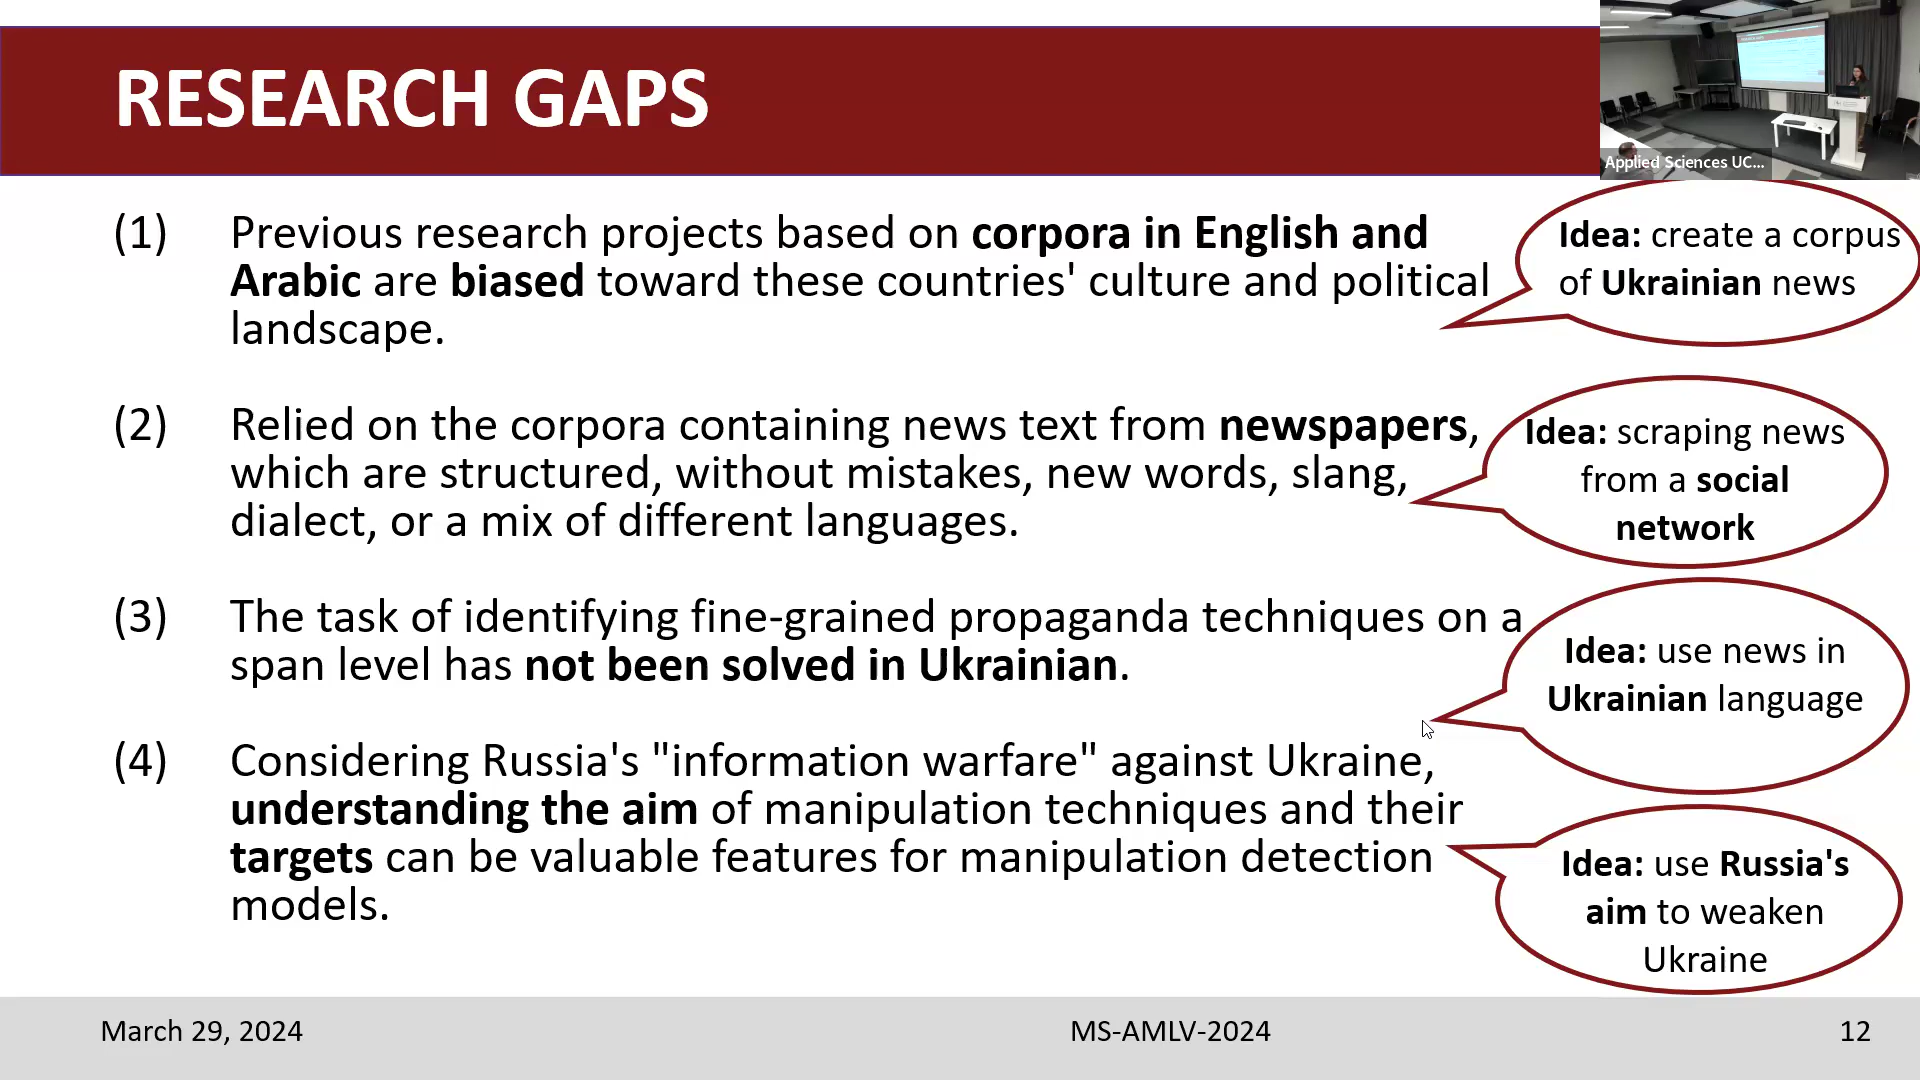 RESEARCH GAPS
Applied Sciences UC...
(1) Previous research projects based on corpora in English and
Arabic are biased toward these countries' culture and political
landscape.
Idea: create a corpus
of Ukrainian news
(2) Relied on the corpora containing news text from newspapers,
which are structured, without mistakes, new words, slang,
dialect, or a mix of different languages.
Idea: scraping news
from a social
network
(3) The task of identifying fine-grained propaganda techniques on a
span level has not been solved in Ukrainian.
Idea: use news in
Ukrainian language
(4) Considering Russia's "information warfare" against Ukraine,
understanding the aim of manipulation techniques and their
targets can be valuable features for manipulation detection
models.
Idea: use Russia's
aim to weaken
Ukraine
March 29, 2024
MS-AMLV-2024
12